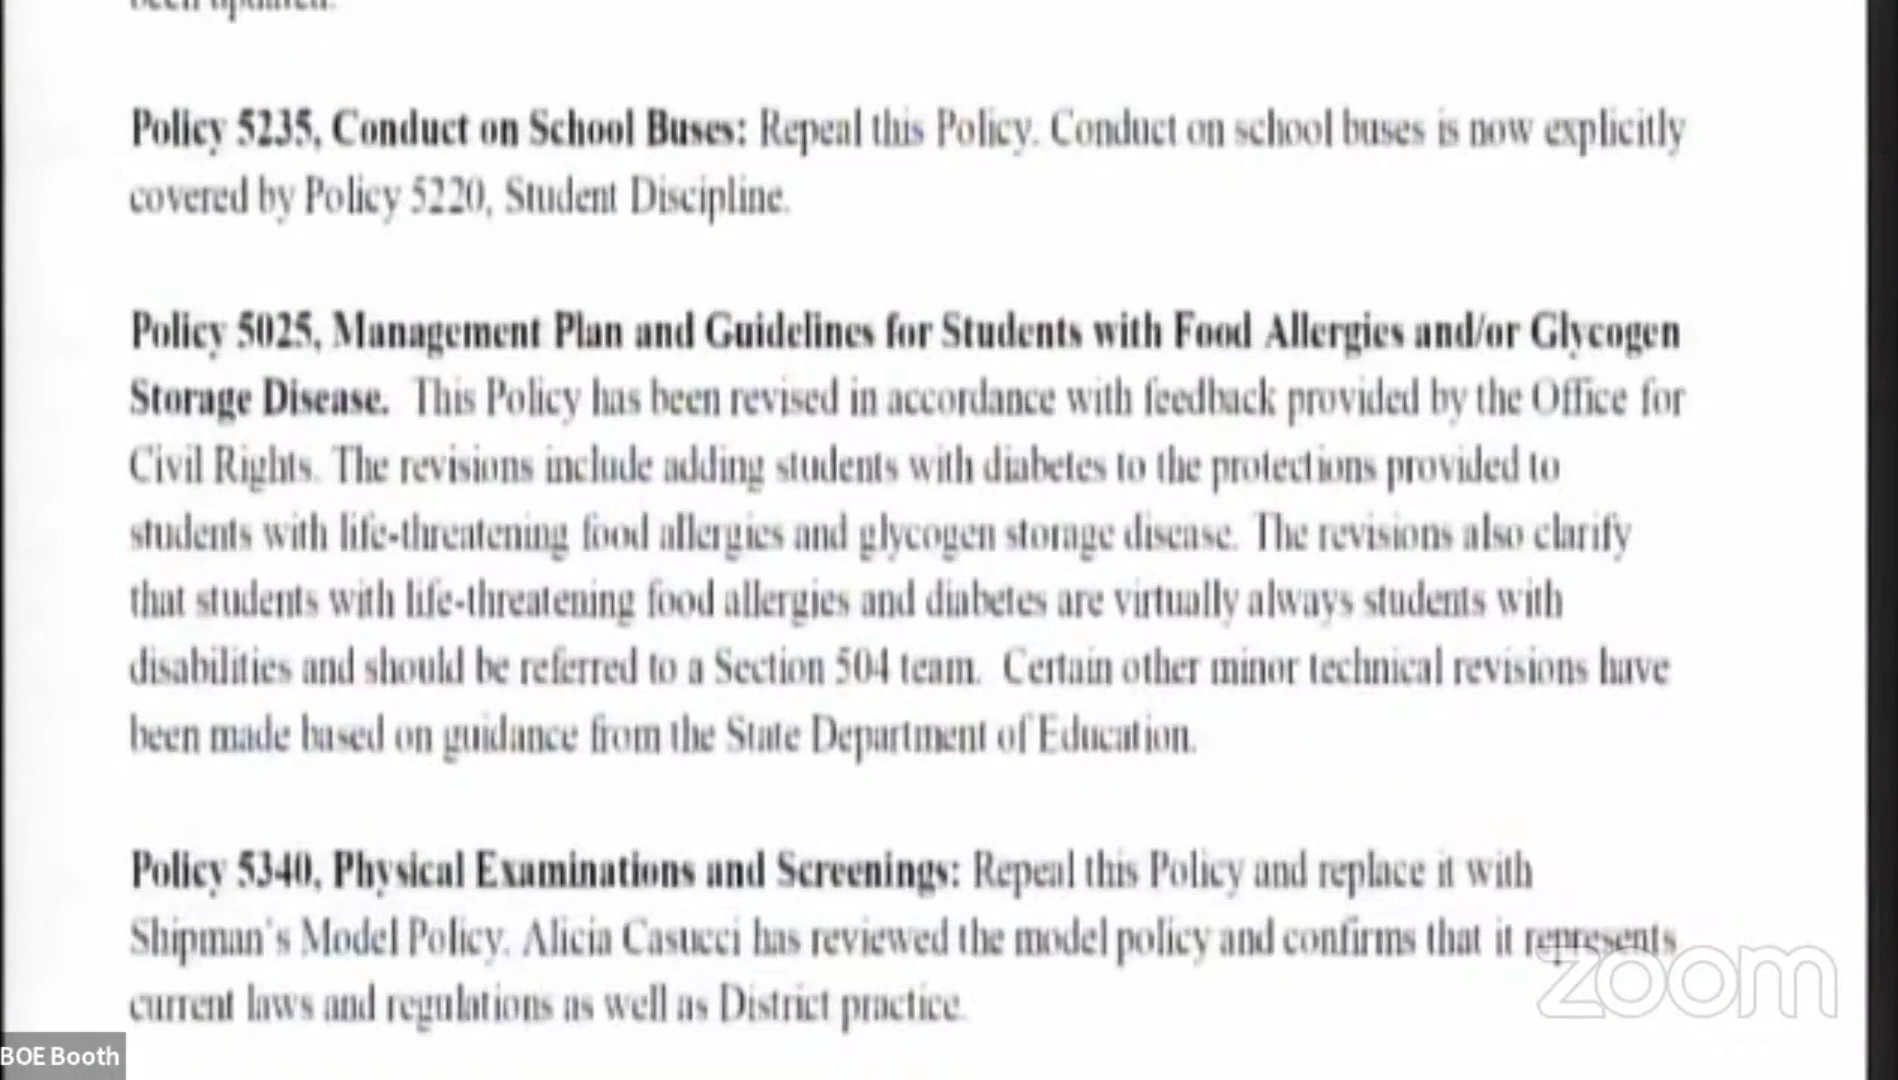 been updated.
Policy 5235, Conduct on School Buses: Repeal this Policy. Conduct on school buses is now explicitly
covered by Policy 5220, Student Discipline.
Policy 5025, Management Plan and Guidelines for Students with Food Allergies and/or Glycogen
Storage Disease. This Policy has been revised in accordance with feedback provided by the Office for
Civil Rights. The revisions include adding students with diabetes to the protections provided to
students with life-threatening food allergies and glycogen storage disease. The revisions also clarify
that students with life-threatening food allergies and diabetes are virtually always students with
disabilities and should be referred to a Section 504 team. Certain other minor technical revisions have
been made based on guidance from the State Department of Education.
Policy 5340, Physical Examinations and Screenings: Repeal this Policy and replace it with
Shipman's Model Policy. Alicia Casucci has reviewed the model policy and confirms that it represents
current laws and regulations as well as District practice.
zoom
BOE Booth